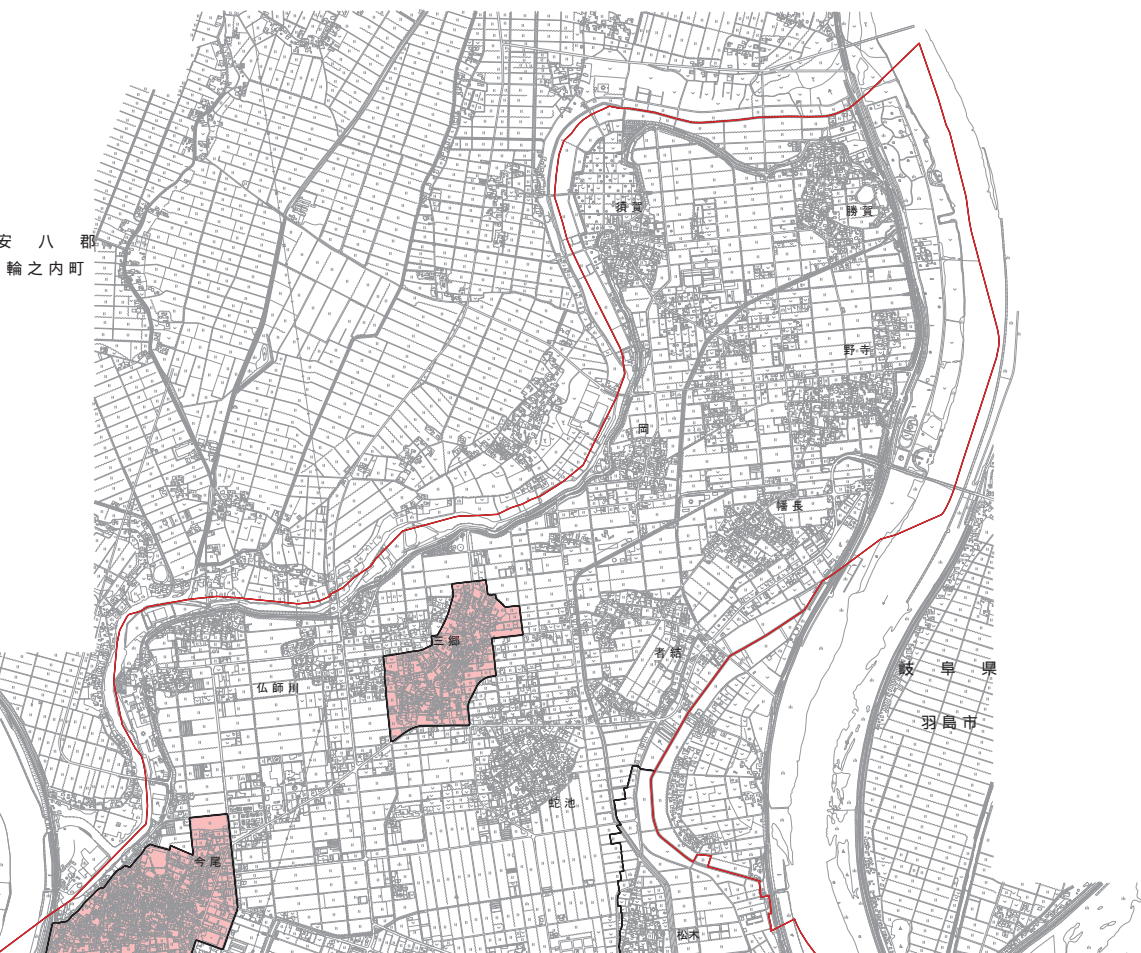 須賀
勝賀
安八郡
輪之内町
野寺
岡
幡長
三郷
者結
岐阜県
仏師川
羽島市
蛇池
今尾
松木